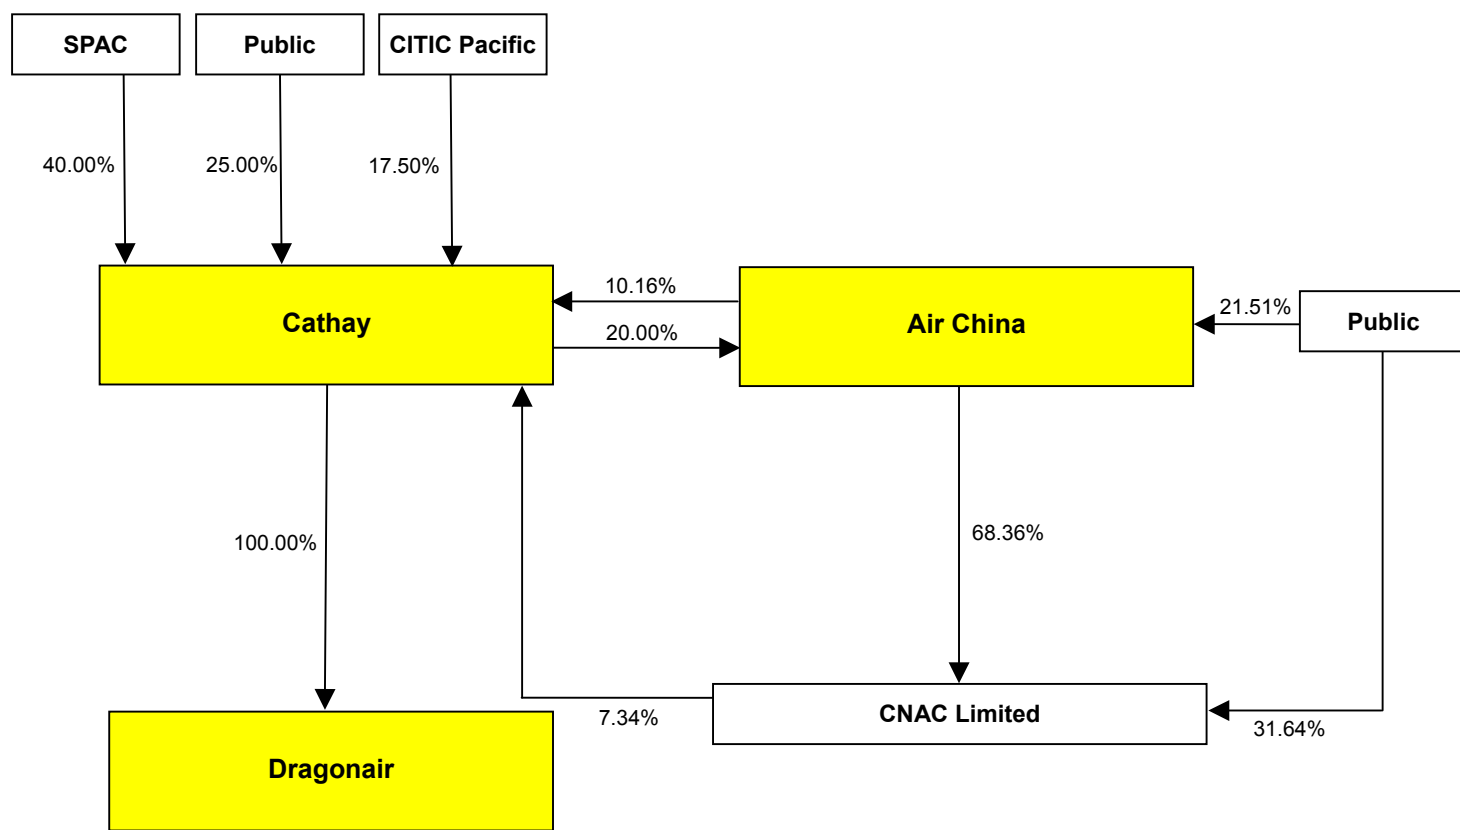 SPAC
Public
CITIC Pacific
40.00%
25.00%
17.50%
Cathay
10.16%
20.00%
Air China
21.51%
Public
100.00%
68.36%
7.34%
CNAC Limited
31.64%
Dragonair